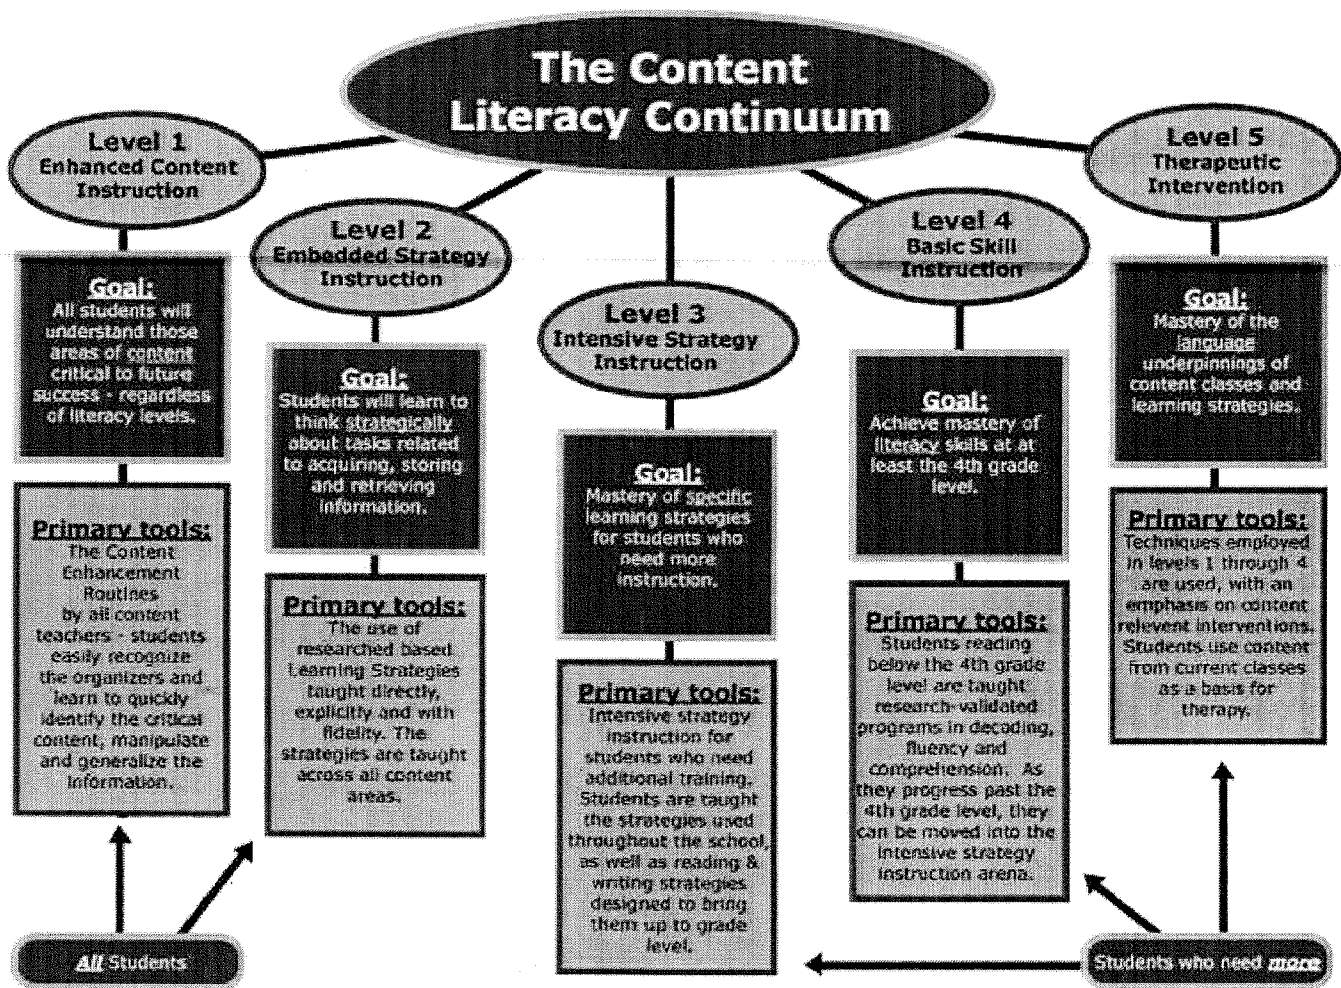 The Content
Literacy Continuum
Level 1
Enhanced Content
Instruction
Goal:
All students will
understand those
areas of content
critical to future
success - regardless
of literacy levels.
Primary tools:
The Content
Enhancement
Routines
by all content
teachers - students
easily recognize
the organizers and
learn to quickly
identify the critical
content, manipulate
and generalize the
information.
Level 2
Embedded Strategy
Instruction
Goal:
Students will learn to
think strategically
about tasks related
to acquiring, storing
and retrieving
information.
Primary tools:
The use of
researched based
Learning Strategies
taught directly,
explicitly and with
fidelity. The
strategies are taught
across all content
areas.
Level 3
Intensive Strategy
Instruction
Goal:
Mastery of specific
learning strategies
for students who
need more
instruction.
Primary tools:
Intensive strategy
instruction for
students who need
additional training.
Students are taught
the strategies used
throughout the school,
as well as reading &
writing strategies
designed to bring
them up to grade
level.
Level 4
Basic Skill
Instruction
Goal:
Achieve mastery of
literacy skills at at
least the 4th grade
level.
Primary tools:
Students reading
below the 4th grade
level are taught
research-validated
programs in decoding,
fluency and
comprehension. As
they progress past the
4th grade level, they
can be moved into the
intensive strategy
instruction arena.
Level 5
Therapeutic
Intervention
Goal:
Mastery of the
language
underpinnings of
content classes and
learning strategies.
Primary tools:
Techniques employed
in levels 1 through 4
are used, with an
emphasis on content
relevent interventions.
Students use content
from current classes
as a basis for
therapy.
All Students
Students who need more